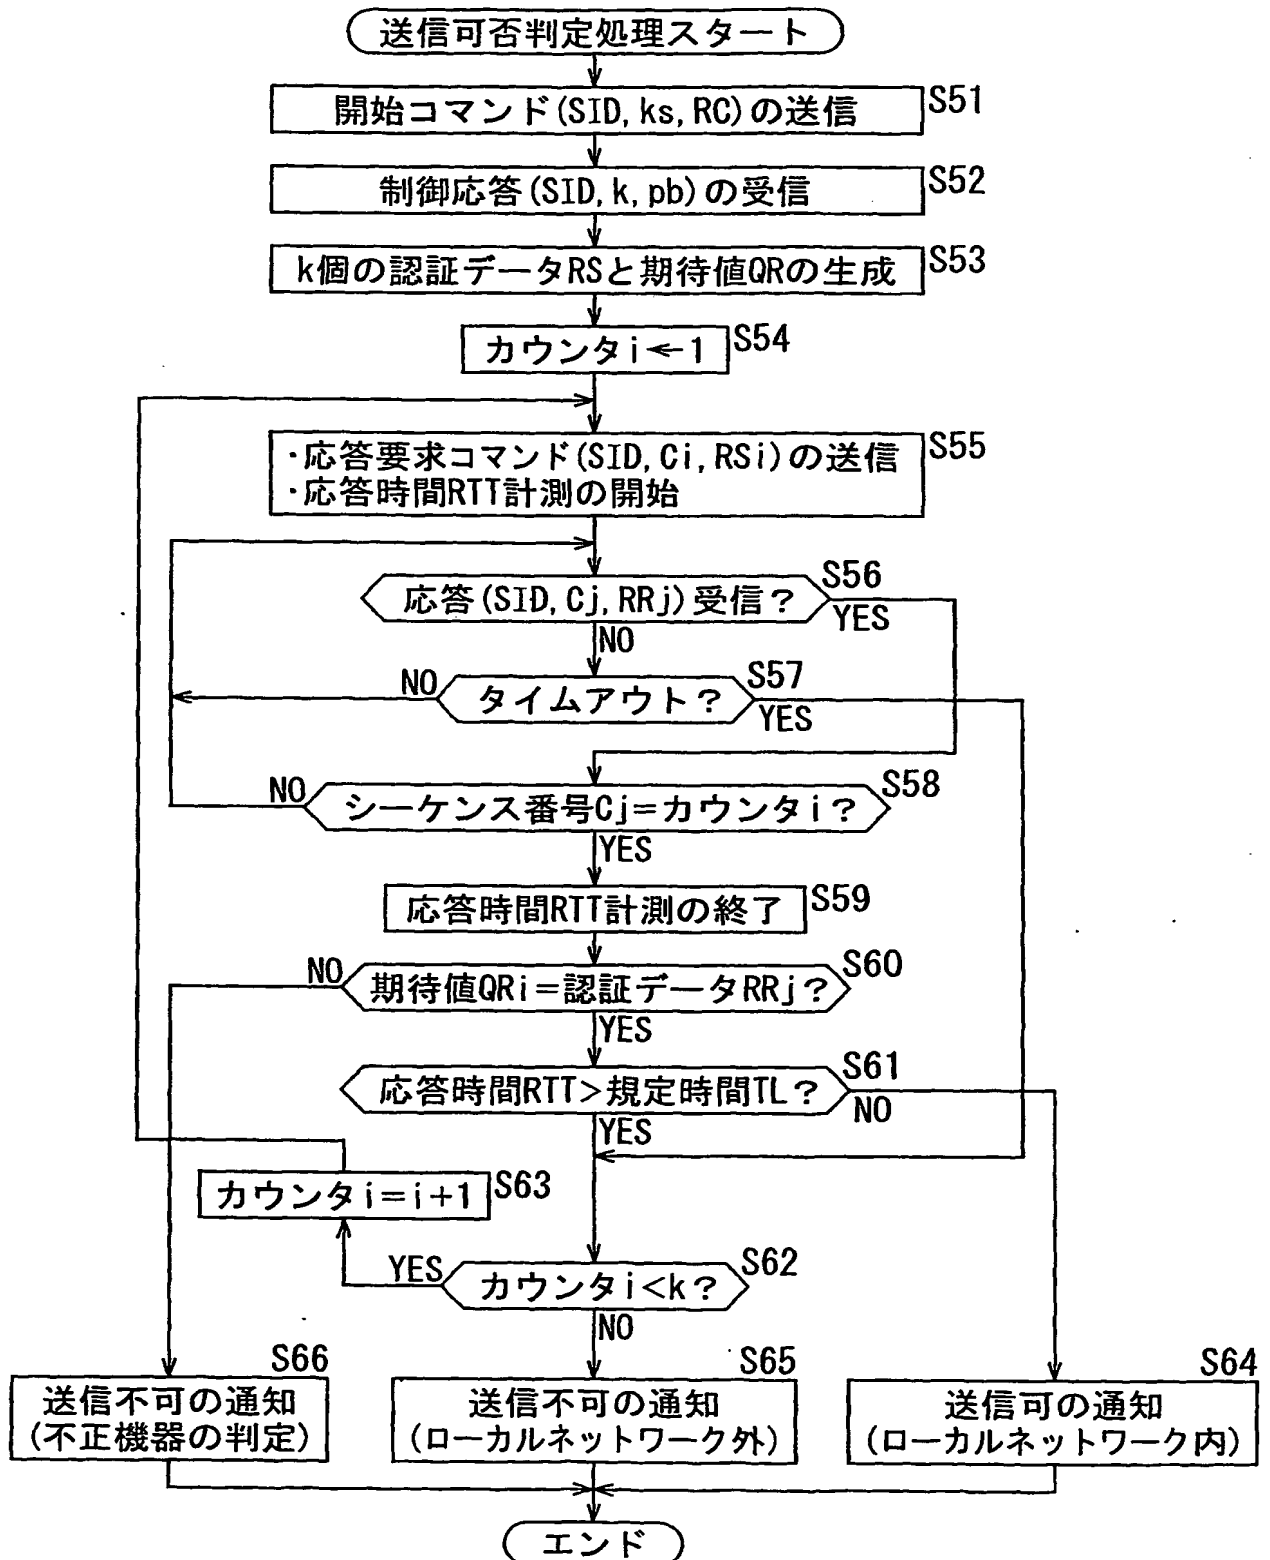 送信可否判定処理スタート
開始コマンド(SID, ks, RC)の送信
S51
制御応答(SID, k, pb)の受信
S52
k個の認証データRSと期待値QRの生成
S53
カウンタi←1
S54
・応答要求コマンド(SID, Ci, RSi)の送信
・応答時間RTT計測の開始
S55
応答(SID, Cj, RRj)受信?
S56
YES
NO
タイムアウト?
S57
NO
YES
シーケンス番号Cj=カウンタi?
S58
NO
YES
応答時間RTT計測の終了
S59
期待値QRi=認証データRRj?
S60
NO
YES
応答時間RTT>規定時間TL?
S61
NO
YES
カウンタi=i+1
S63
カウンタi<k?
S62
YES
NO
S66
送信不可の通知
(不正機器の判定)
S65
送信不可の通知
(ローカルネットワーク外)
S64
送信可の通知
(ローカルネットワーク内)
エンド